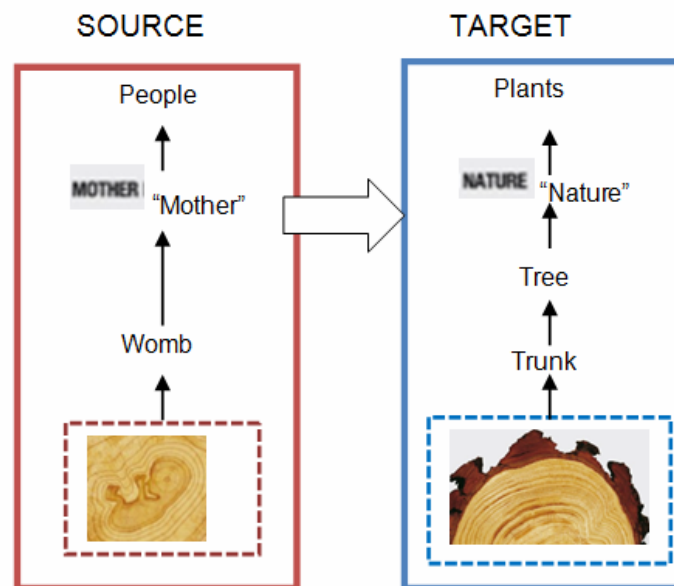 SOURCE
People
MOTHER
“Mother”
Womb
TARGET
Plants
NATURE
“Nature”
Tree
Trunk